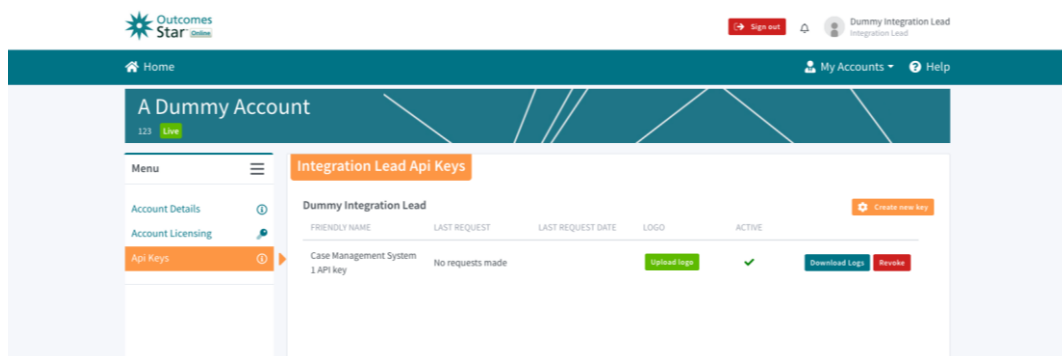 Outcomes
Star™ Online
Sign out
Dummy Integration Lead
Integration Lead
Home
My Accounts
Help
A Dummy Account
123 Live
Menu
Integration Lead Api Keys
Account Details
Account Licensing
Api Keys
Dummy Integration Lead
Create new key
FRIENDLY NAME LAST REQUEST LAST REQUEST DATE LOGO ACTIVE
Case Management System
1 API key
No requests made
Upload logo
Download Logs
Revoke